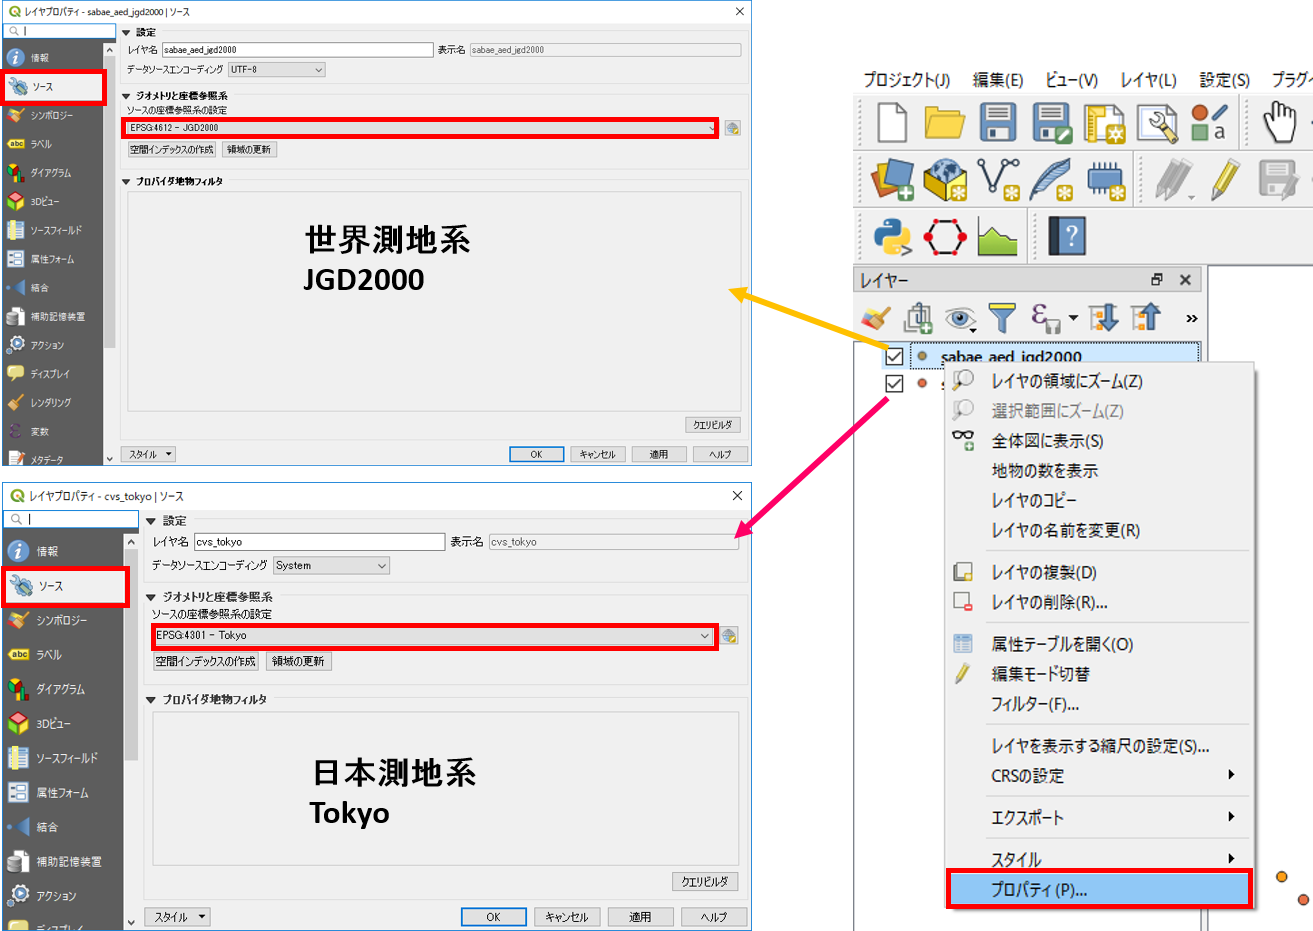 レイヤプロパティ - sabae_aed_jgd2000 | ソース
情報
ソース
シンボロジー
abc ラベル
ダイアグラム
3Dビュー
ソースフィールド
属性フォーム
結合
補助記憶装置
アクション
ディスプレイ
レンダリング
変数
メタデータ
設定
レイヤ名 sabae_aed_jgd2000 表示名 sabae_aed_jgd2000
データソースエンコーディング UTF-8
ジオメトリと座標参照系
ソースの座標参照系の設定
EPSG:4612 - JGD2000
空間インデックスの作成 領域の更新
プロバイダ地物フィルタ
世界測地系
JGD2000
クエリビルダ
スタイル OK キャンセル 適用 ヘルプ
レイヤプロパティ - cvs_tokyo | ソース
情報
ソース
シンボロジー
abc ラベル
ダイアグラム
3Dビュー
ソースフィールド
属性フォーム
結合
補助記憶装置
アクション
ディスプレイ
設定
レイヤ名 cvs_tokyo 表示名 cvs_tokyo
データソースエンコーディング System
ジオメトリと座標参照系
ソースの座標参照系の設定
EPSG:4301 - Tokyo
空間インデックスの作成 領域の更新
プロバイダ地物フィルタ
日本測地系
Tokyo
クエリビルダ
スタイル OK キャンセル 適用 ヘルプ
プロジェクト(J) 編集(E) ビュー(V) レイヤ(L) 設定(S) プラグイ
レイヤー
sabae_aed_jgd2000
レイヤの領域にズーム(Z)
選択範囲にズーム(Z)
全体図に表示(S)
地物の数を表示
レイヤのコピー
レイヤの名前を変更(R)
レイヤの複製(D)
レイヤの削除(R)...
属性テーブルを開く(O)
編集モード切替
フィルター(F)...
レイヤを表示する縮尺の設定(S)...
CRSの設定
エクスポート
スタイル
プロパティ(P)...